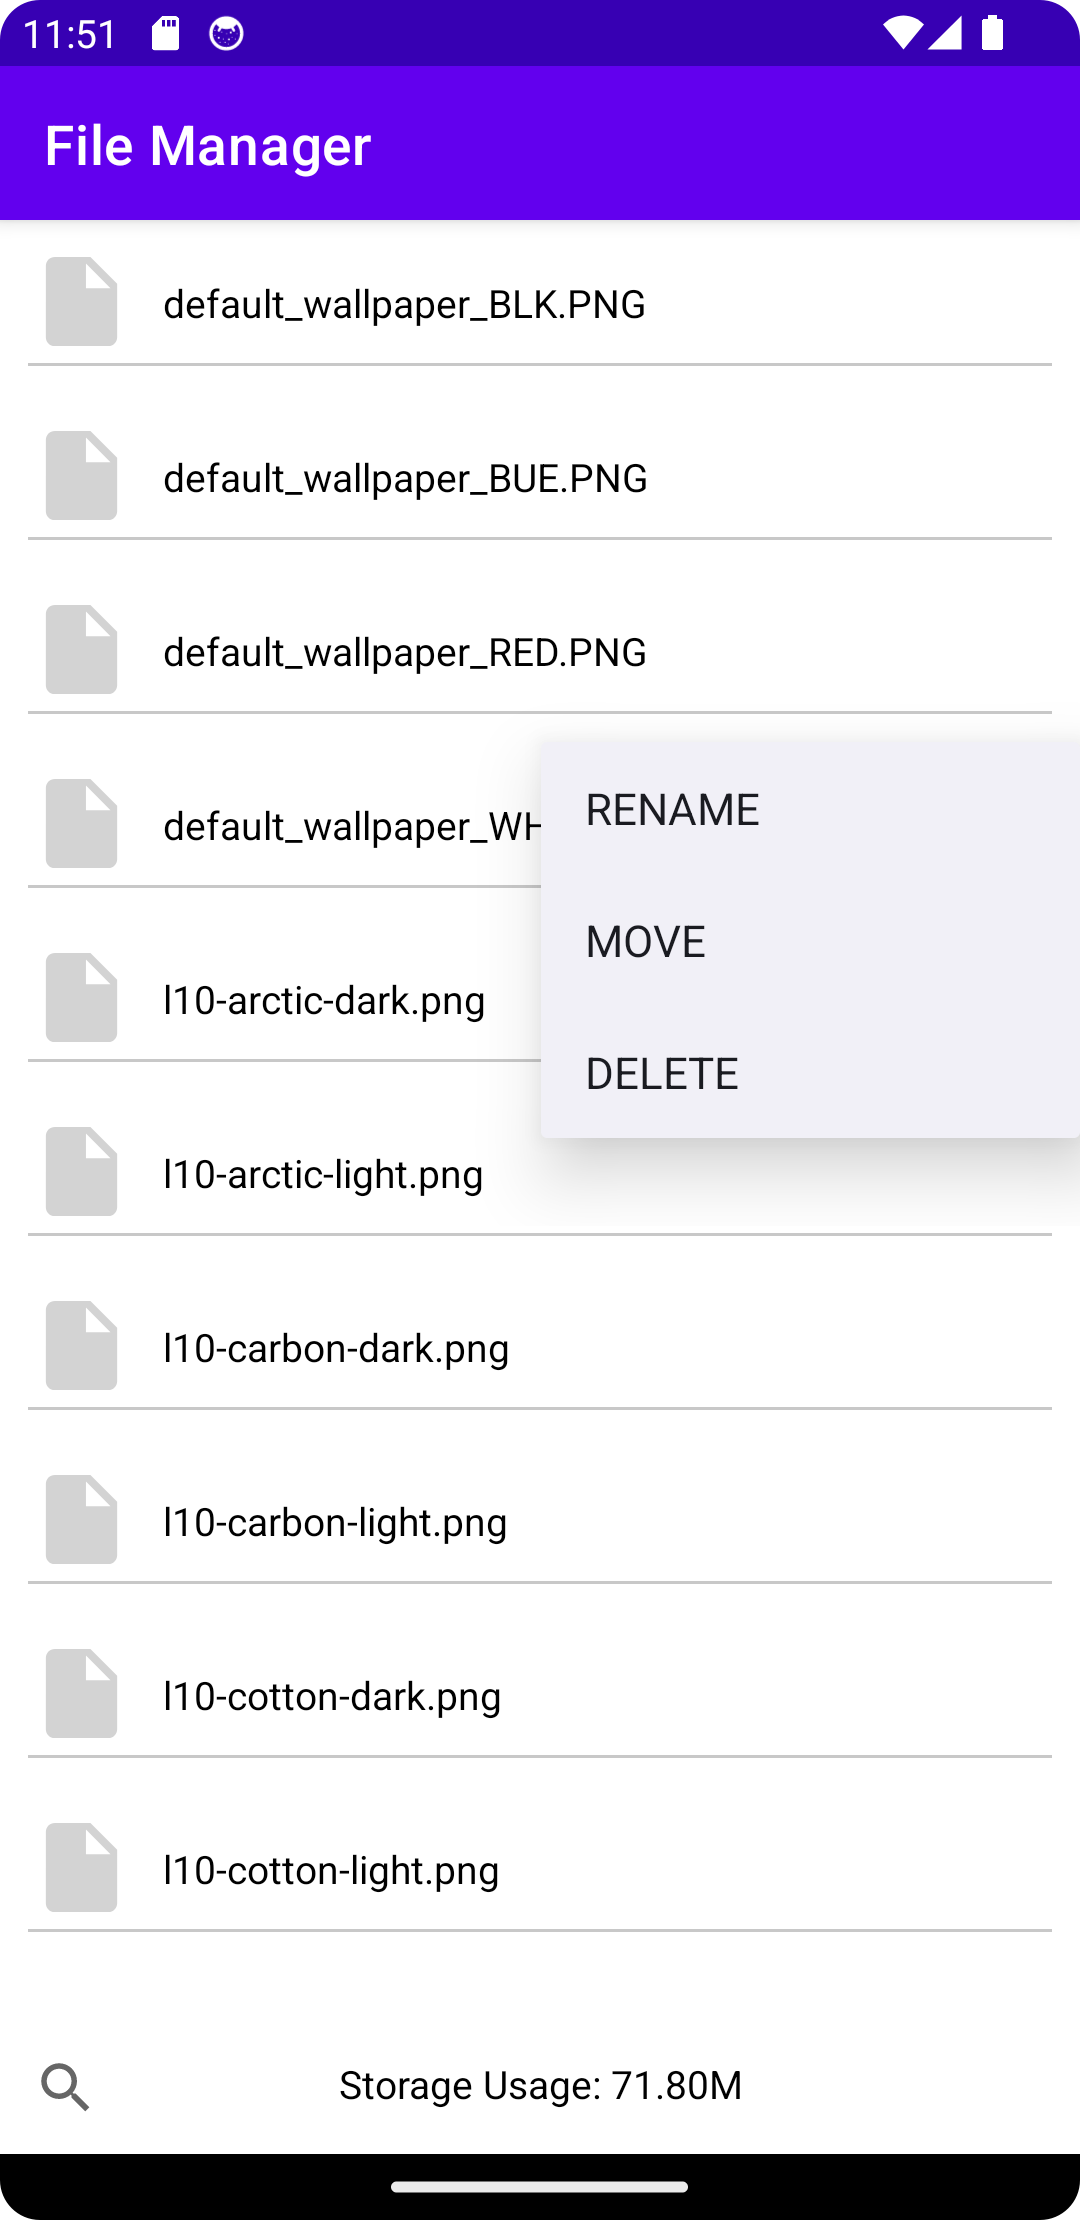 11:51
File Manager
default_wallpaper_BLK.PNG
default_wallpaper_BUE.PNG
default_wallpaper_RED.PNG
default_wallpaper_WH
RENAME
MOVE
l10-arctic-dark.png
DELETE
l10-arctic-light.png
l10-carbon-dark.png
l10-carbon-light.png
l10-cotton-dark.png
l10-cotton-light.png
Storage Usage: 71.80M